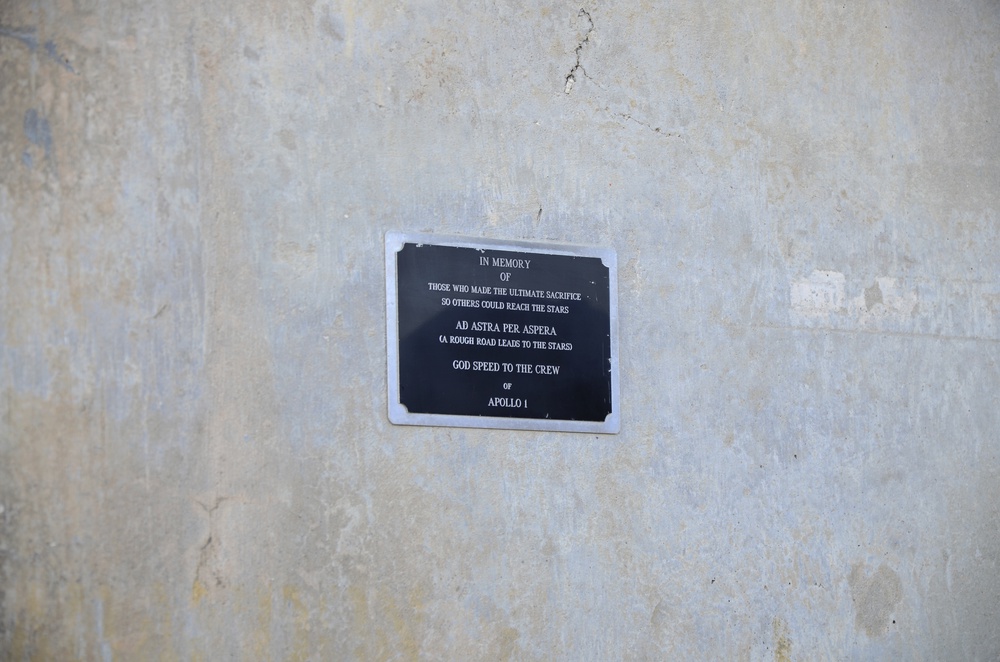 IN MEMORY
OF
THOSE WHO MADE THE ULTIMATE SACRIFICE
SO OTHERS COULD REACH THE STARS
AD ASTRA PER ASPERA
(A ROUGH ROAD LEADS TO THE STARS)
GOD SPEED TO THE CREW
OF
APOLLO 1